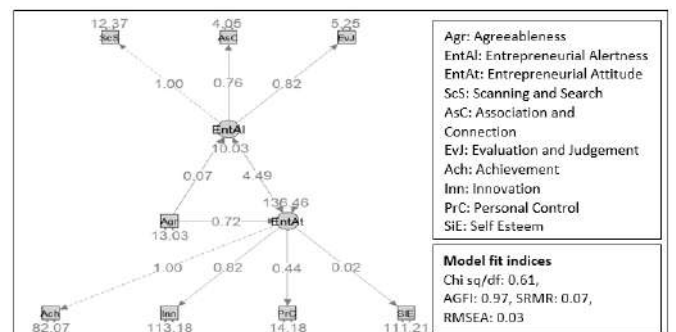 12.37 4.05 5.25
ScS AsC EvJ
1.00 0.76 0.82
EntAl
10.03
0.07 4.49
136.46
Agr 0.72 EntAt
13.03
1.00 0.82 0.44 0.02
Ach Inn PrC SiE
82.07 113.18 14.18 111.21
Agr: Agreeableness
EntAl: Entrepreneurial Alertness
EntAt: Entrepreneurial Attitude
ScS: Scanning and Search
AsC: Association and
Connection
EvJ: Evaluation and Judgement
Ach: Achievement
Inn: Innovation
PrC: Personal Control
SiE: Self Esteem
Model fit indices
Chi sq/df: 0.61,
AGFI: 0.97, SRMR: 0.07,
RMSEA: 0.03